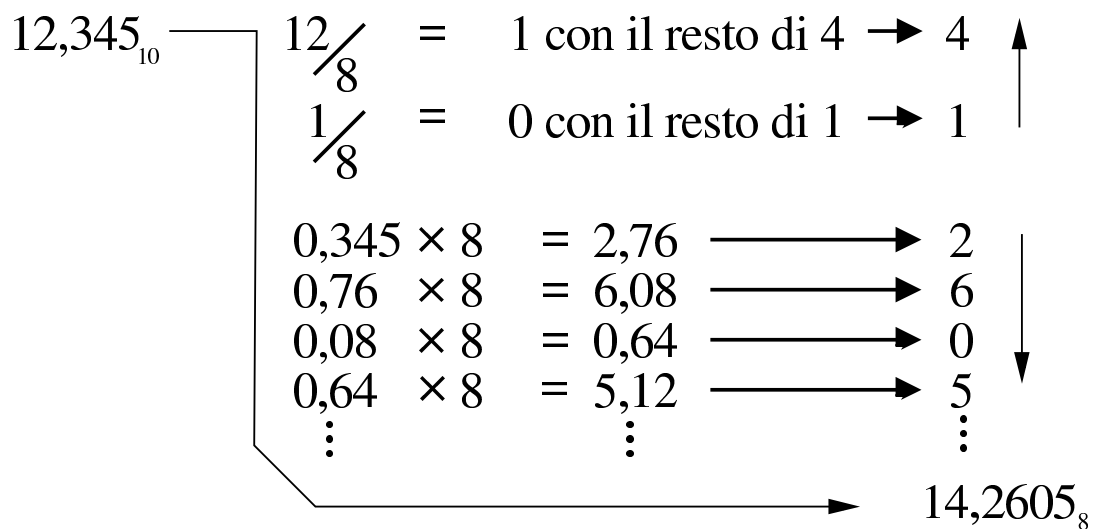 12,345₁₀ 12/8 = 1 con il resto di 4 4
1/8 = 0 con il resto di 1 1
0,345 × 8 = 2,76 2
0,76 × 8 = 6,08 6
0,08 × 8 = 0,64 0
0,64 × 8 = 5,12 5
⋮ ⋮ ⋮
14,2605₈